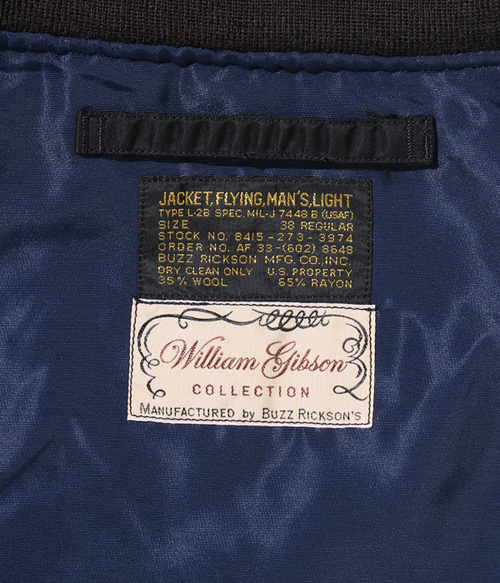 JACKET, FLYING, MAN'S, LIGHT
TYPE L-2B SPEC. MIL-J 7448 B (USAF)
SIZE 38 REGULAR
STOCK NO. 8415-273-3974
ORDER NO. AF 33-(602) 8648
BUZZ RICKSON MFG. CO., INC.
DRY CLEAN ONLY U.S. PROPERTY
35% WOOL 65% RAYON
William Gibson
COLLECTION
MANUFACTURED by BUZZ RICKSON'S